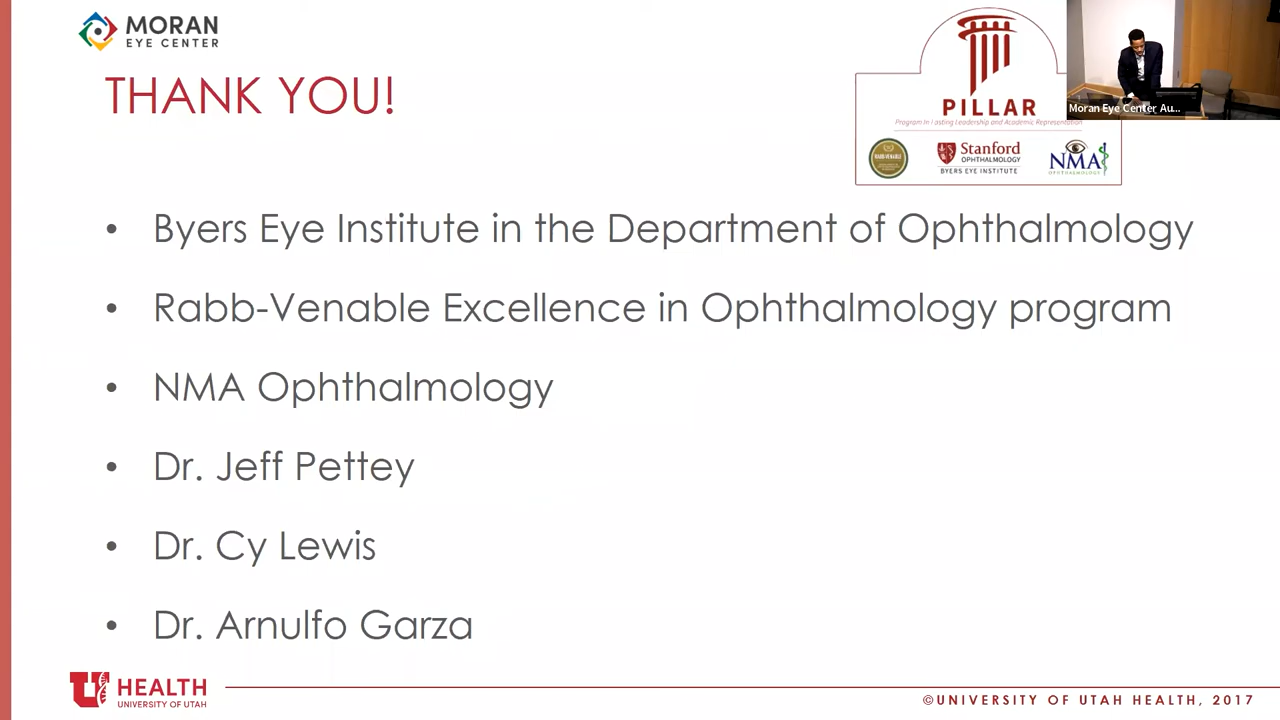 MORAN
EYE CENTER
THANK YOU!
PILLAR
Program In Lasting Leadership and Academic Representation
RABB-VENABLE
Stanford
OPHTHALMOLOGY
BYERS EYE INSTITUTE
NMA
OPHTHALMOLOGY
Moran Eye Center Au...
• Byers Eye Institute in the Department of Ophthalmology
• Rabb-Venable Excellence in Ophthalmology program
• NMA Ophthalmology
• Dr. Jeff Pettey
• Dr. Cy Lewis
• Dr. Arnulfo Garza
U HEALTH
UNIVERSITY OF UTAH
©UNIVERSITY OF UTAH HEALTH, 2017